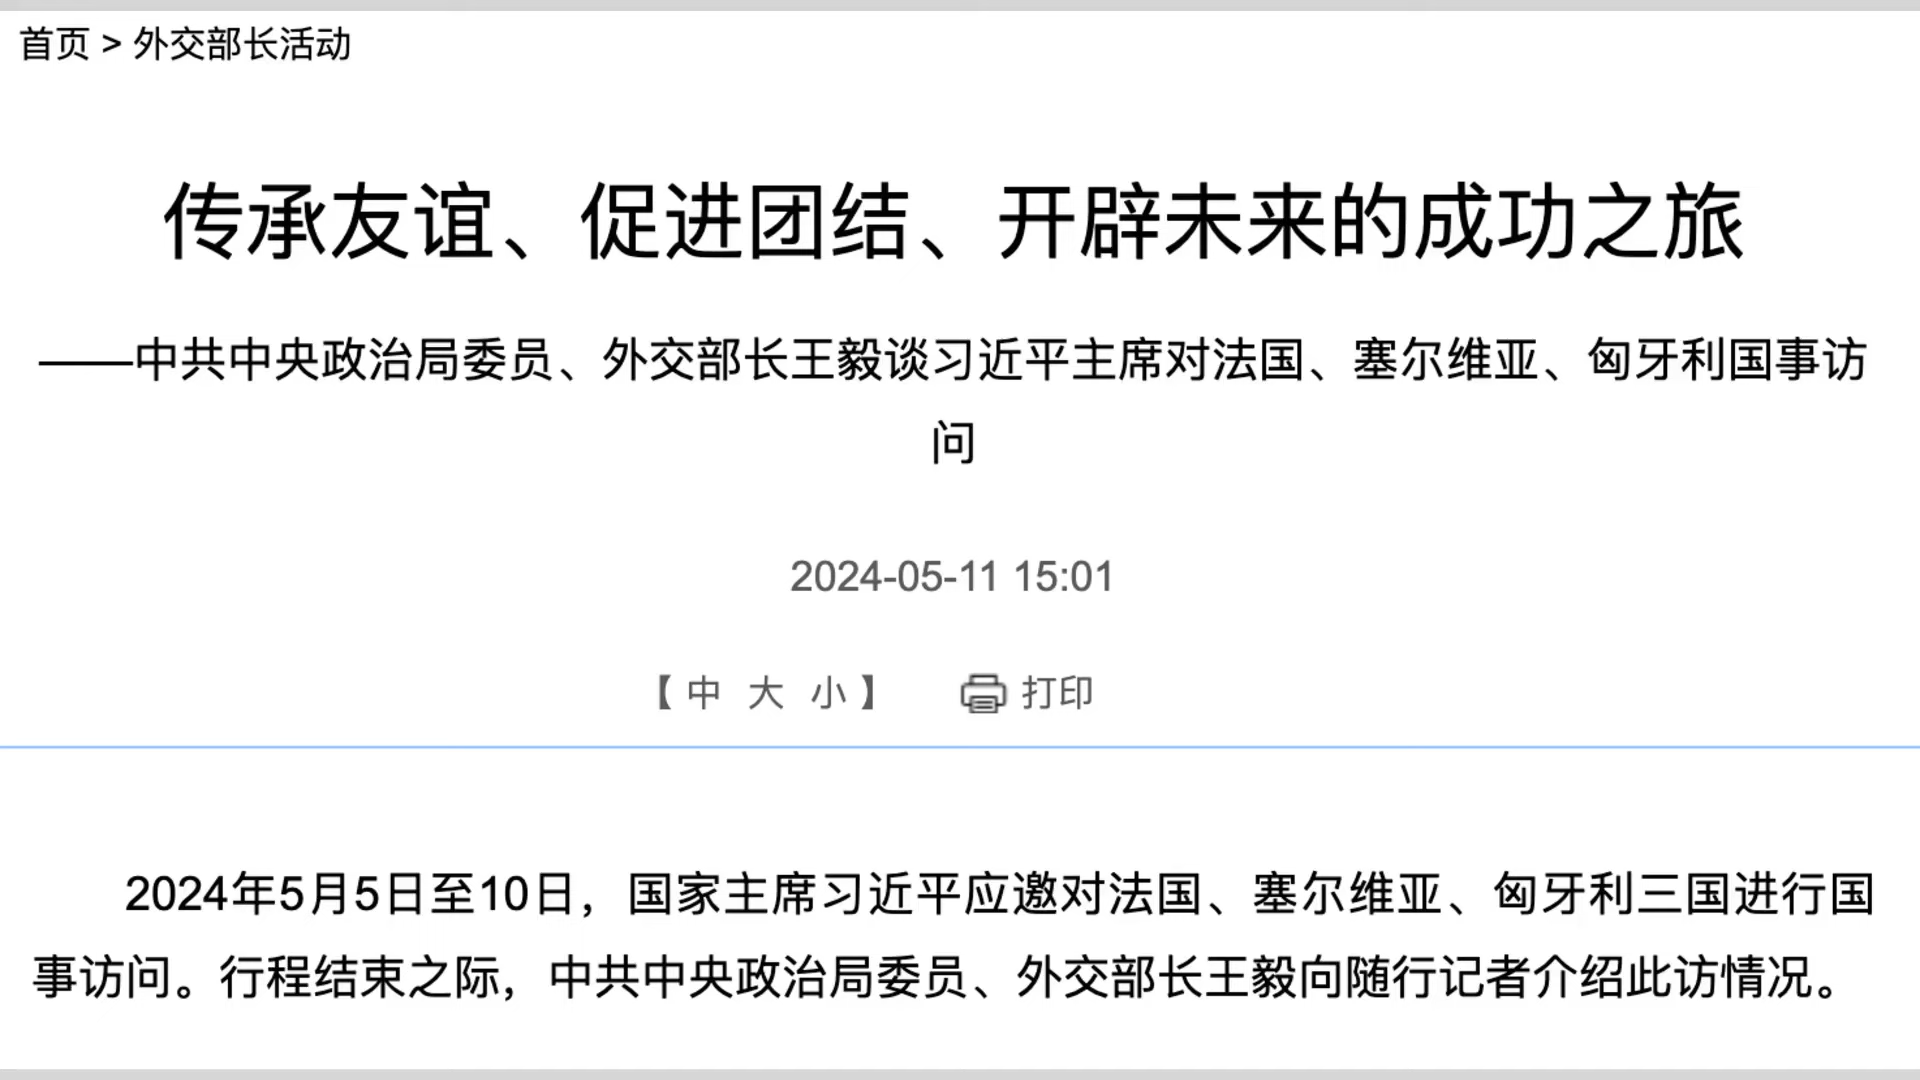 首页 > 外交部长活动
传承友谊、促进团结、开辟未来的成功之旅
——中共中央政治局委员、外交部长王毅谈习近平主席对法国、塞尔维亚、匈牙利国事访
问
2024-05-11 15:01
【 中 大 小 】 打印
2024年5月5日至10日，国家主席习近平应邀对法国、塞尔维亚、匈牙利三国进行国
事访问。行程结束之际，中共中央政治局委员、外交部长王毅向随行记者介绍此访情况。